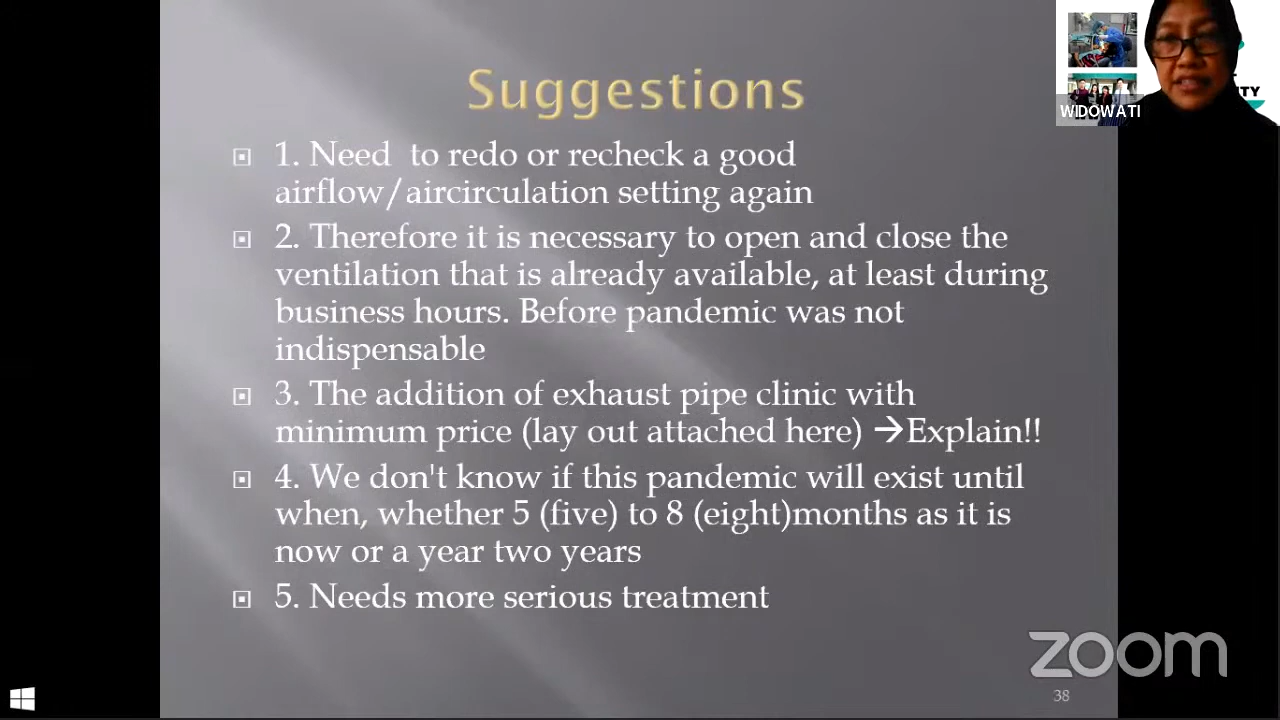 Suggestions
1. Need  to redo or recheck a good
airflow/aircirculation setting again
2. Therefore it is necessary to open and close the
ventilation that is already available, at least during
business hours. Before pandemic was not
indispensable
3. The addition of exhaust pipe clinic with
minimum price (lay out attached here) →Explain!!
4. We don't know if this pandemic will exist until
when, whether 5 (five) to 8 (eight)months as it is
now or a year two years
5. Needs more serious treatment
WIDOWATI
zoom
38